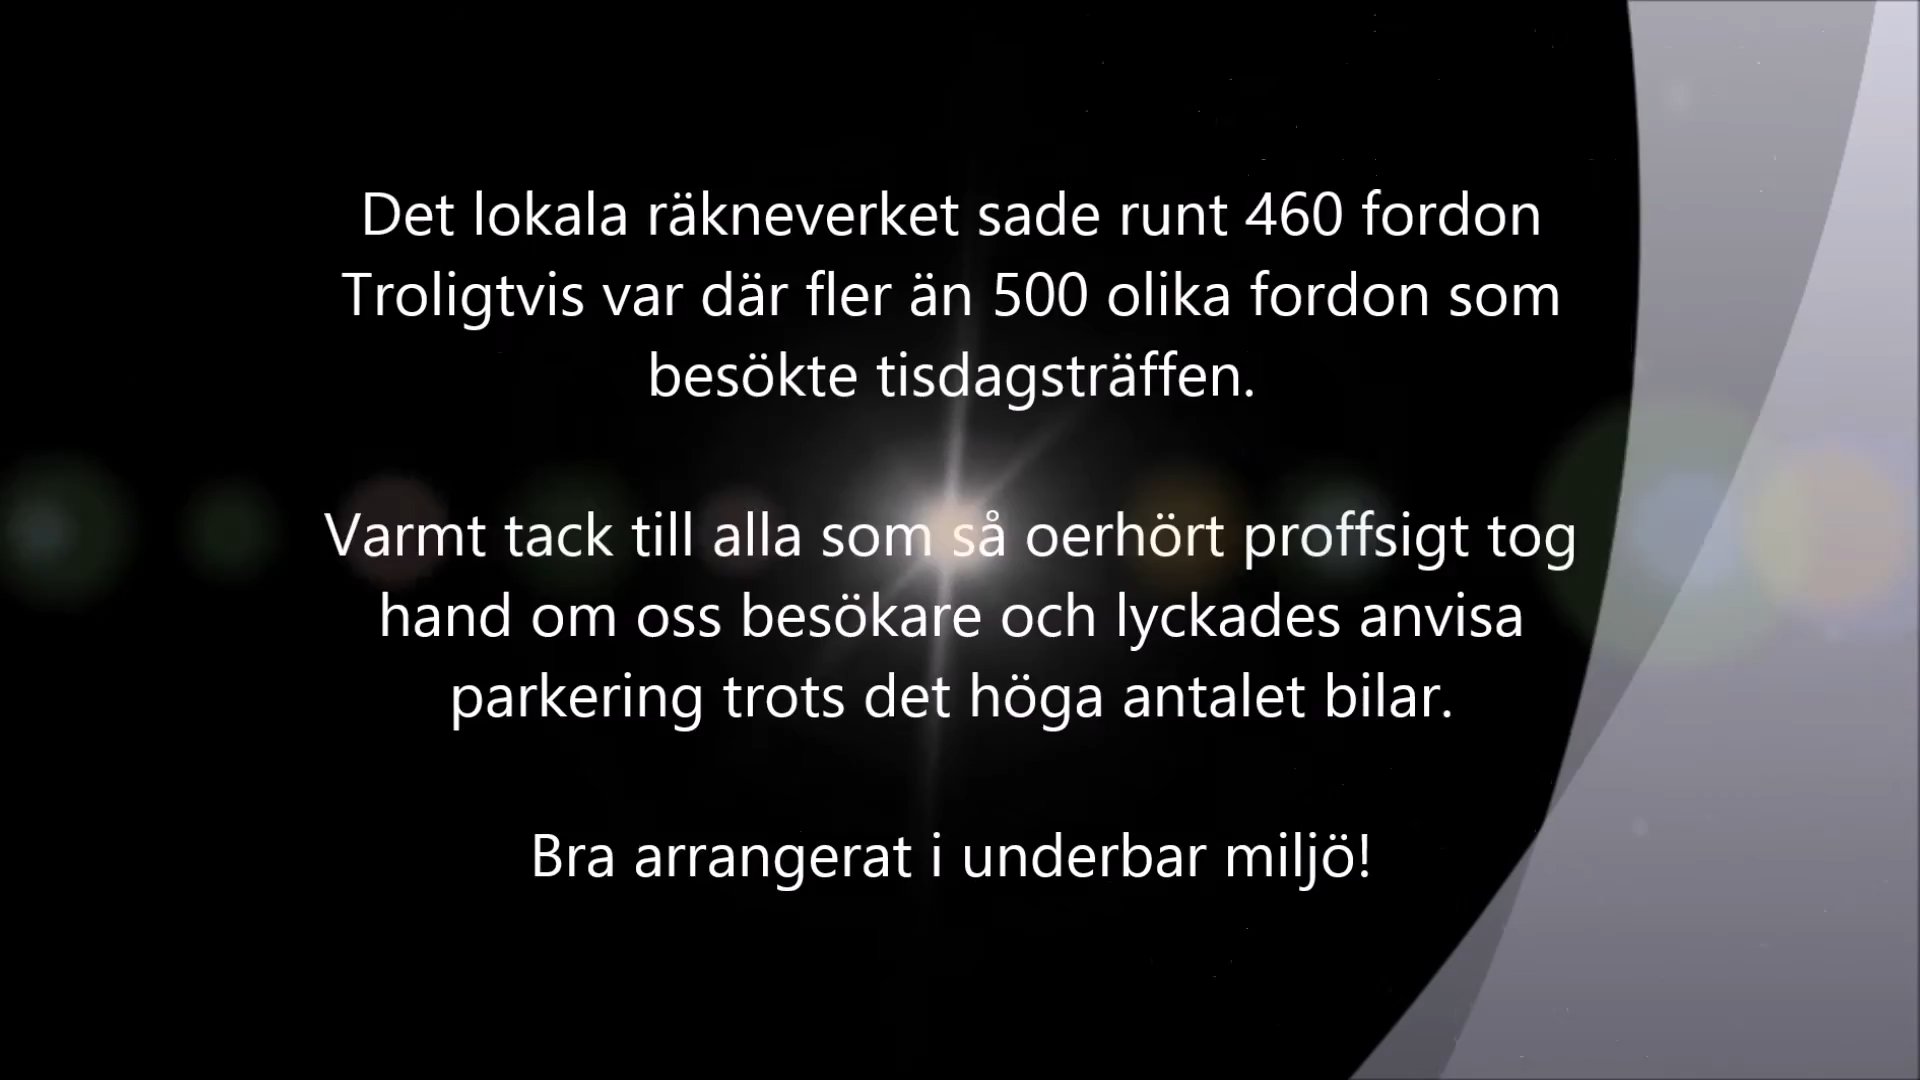 Det lokala räkneverket sade runt 460 fordon
Troligtvis var där fler än 500 olika fordon som
besökte tisdagsträffen.
Varmt tack till alla som så oerhört proffsigt tog
hand om oss besökare och lyckades anvisa
parkering trots det höga antalet bilar.
Bra arrangerat i underbar miljö!